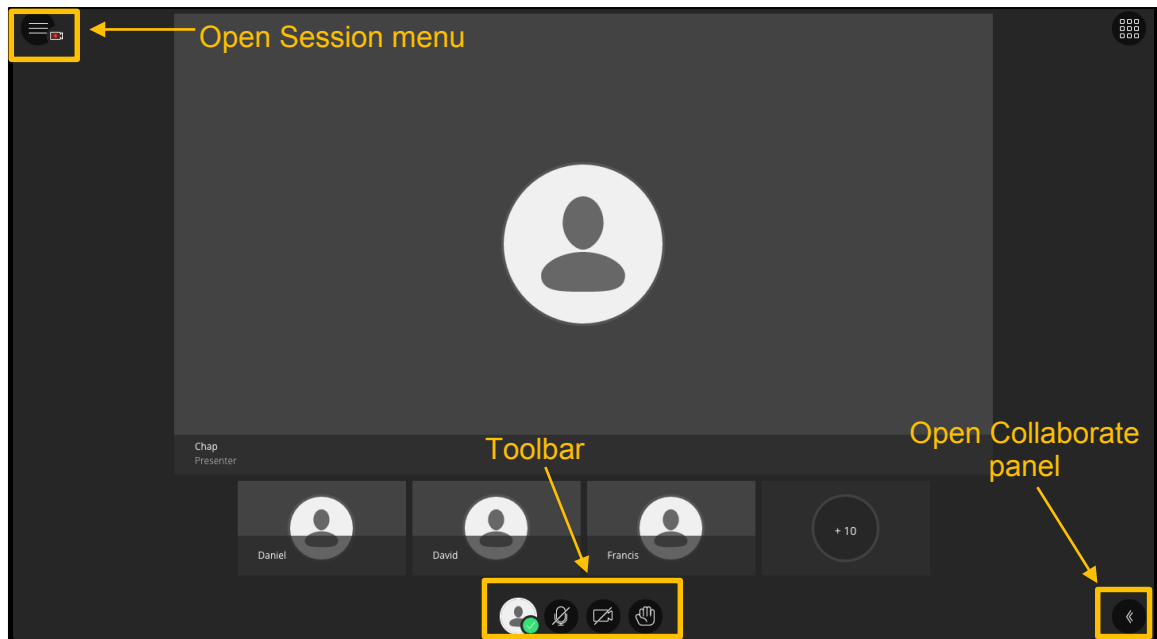 Open Session menu
Chap
Presenter
Toolbar
Open Collaborate
panel
Daniel
David
Francis
+ 10